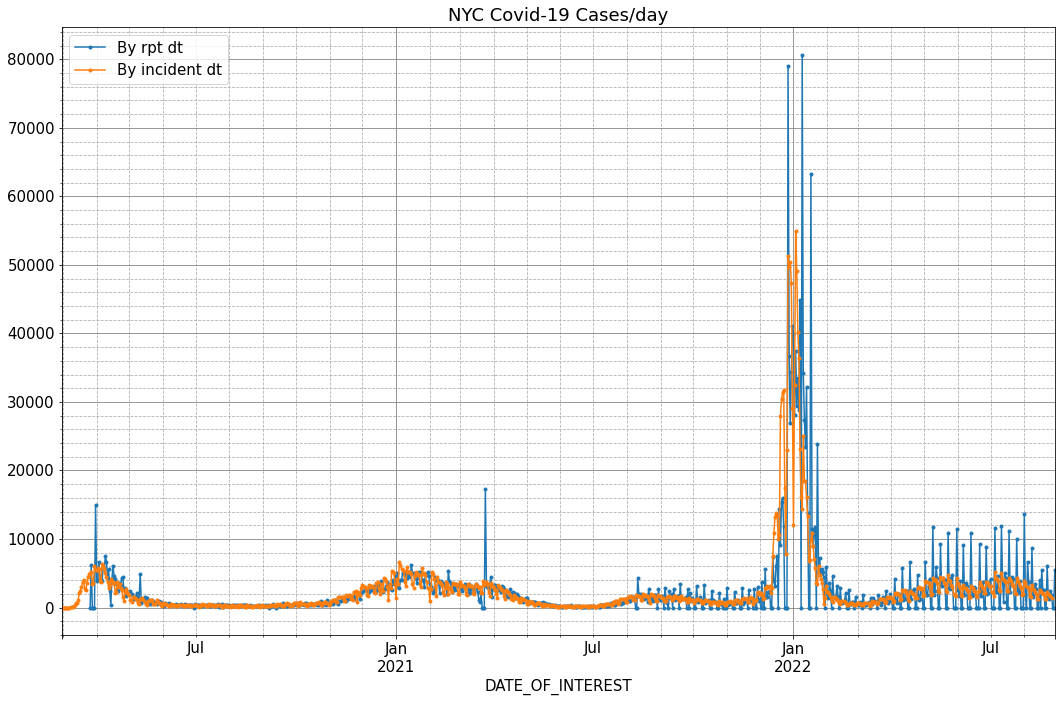 NYC Covid-19 Cases/day
By rpt dt
By incident dt
80000
70000
60000
50000
40000
30000
20000
10000
0
Jul
Jan
2021
Jul
Jan
2022
Jul
DATE_OF_INTEREST